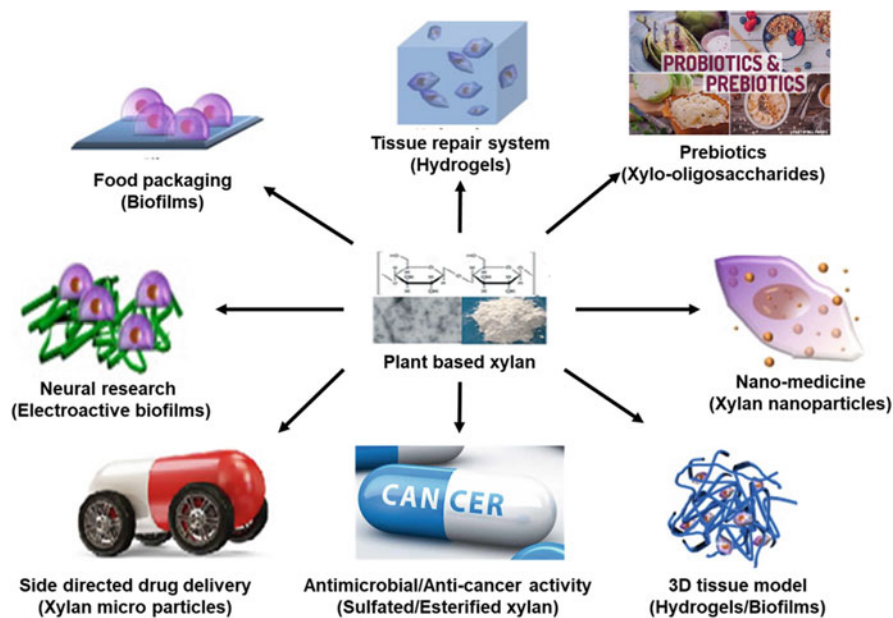 PROBIOTICS &
PREBIOTICS
Tissue repair system
(Hydrogels)
Prebiotics
(Xylo-oligosaccharides)
Food packaging
(Biofilms)
Plant based xylan
Neural research
(Electroactive biofilms)
Nano-medicine
(Xylan nanoparticles)
CANCER
Side directed drug delivery
(Xylan micro particles)
Antimicrobial/Anti-cancer activity
(Sulfated/Esterified xylan)
3D tissue model
(Hydrogels/Biofilms)